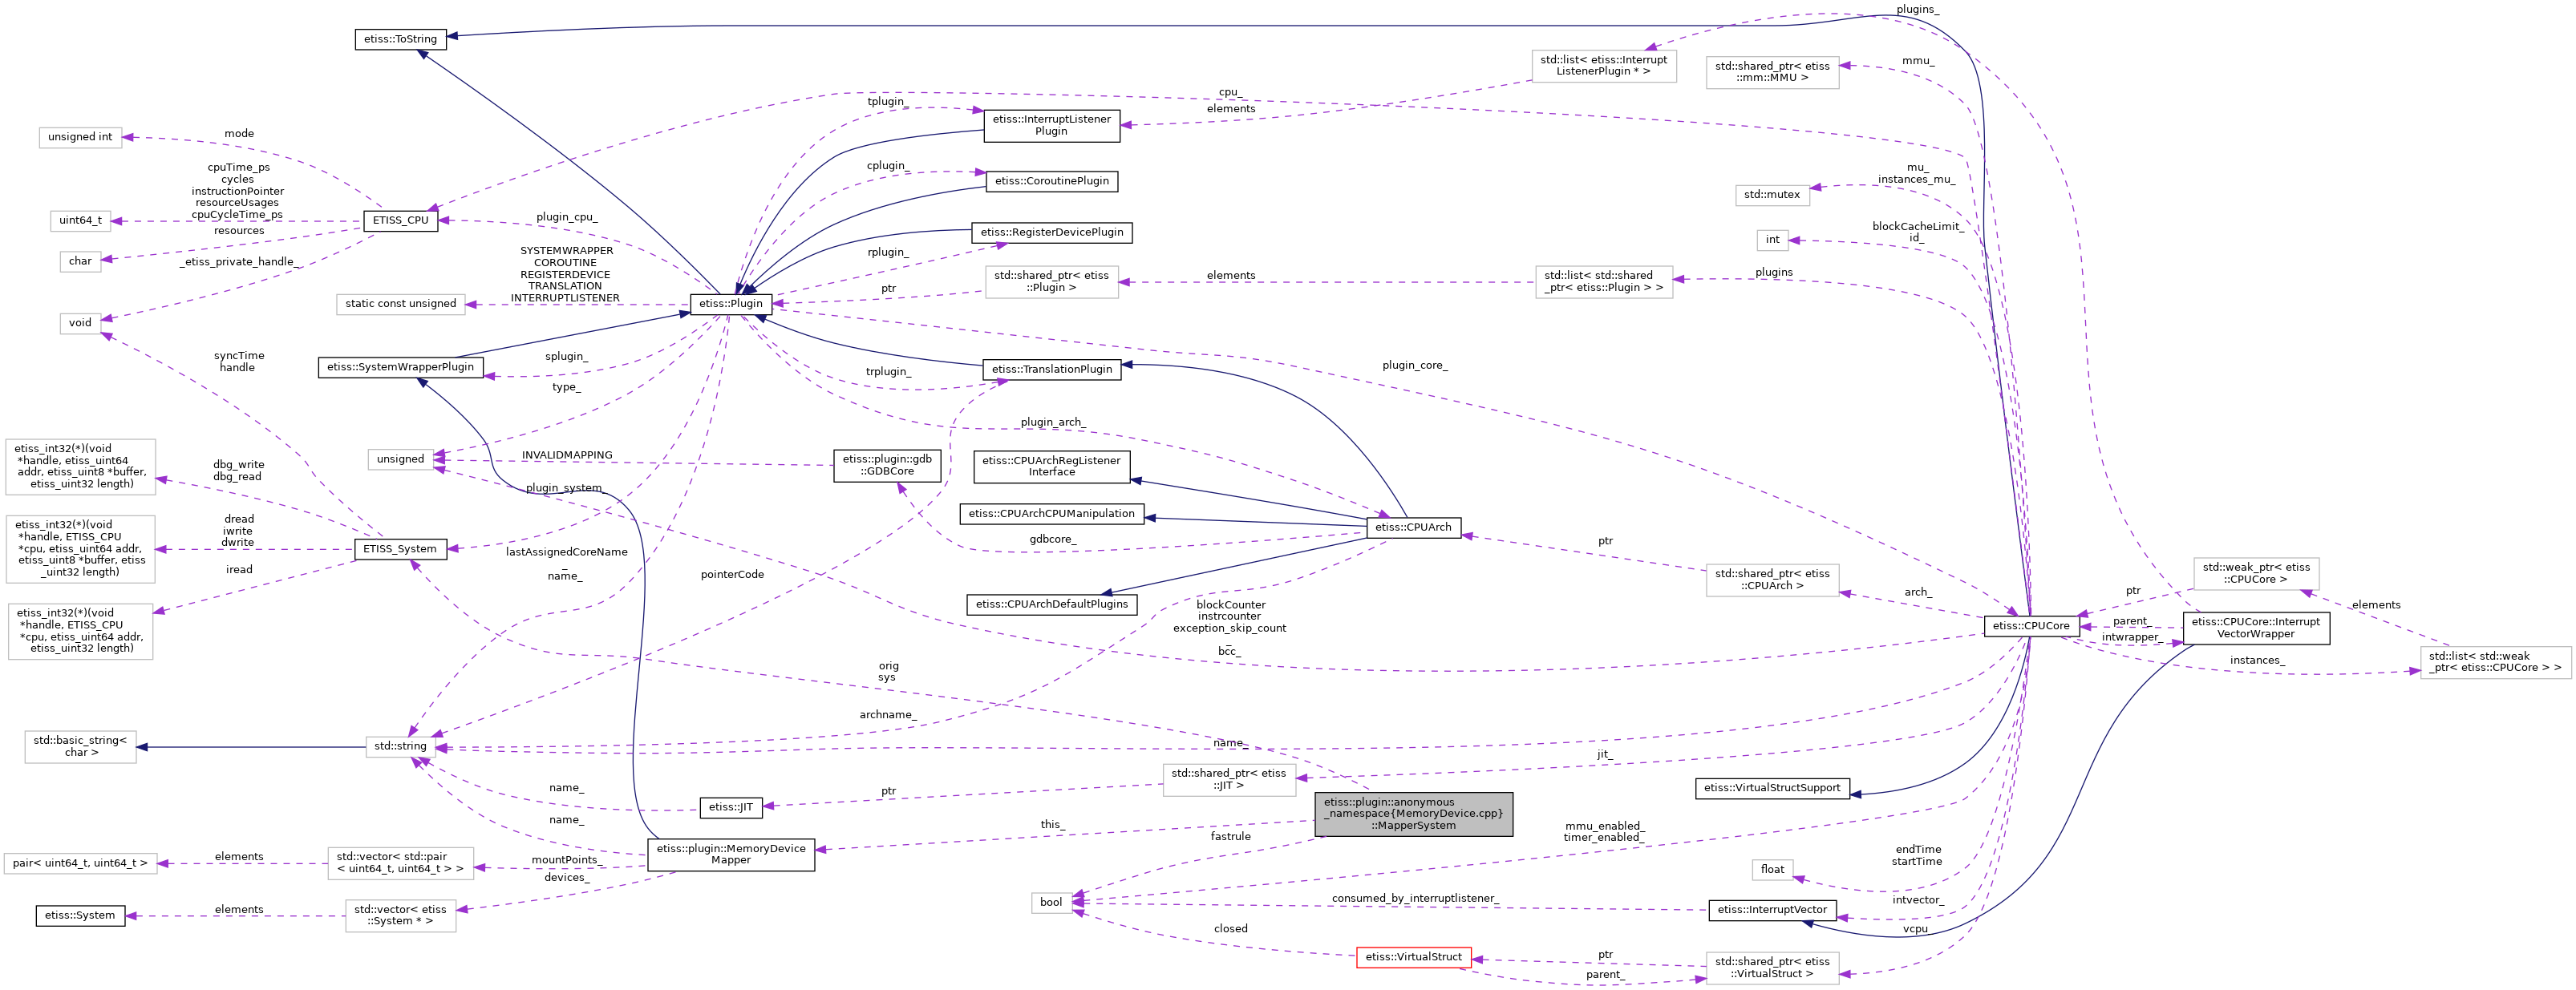 plugins_
etiss::ToString
std::list< etiss::Interrupt
ListenerPlugin * >
mmu_
std::shared_ptr< etiss
::mm::MMU >
cpu_
tplugin_
elements
etiss::InterruptListener
Plugin
mode
unsigned int
cpuTime_ps
cycles
instructionPointer
resourceUsages
cpuCycleTime_ps
uint64_t
resources
ETISS_CPU
char
_etiss_private_handle_
void
plugin_cpu_
cplugin_
etiss::CoroutinePlugin
mu_
instances_mu_
std::mutex
etiss::RegisterDevicePlugin
blockCacheLimit_
id_
int
rplugin_
SYSTEMWRAPPER
COROUTINE
REGISTERDEVICE
TRANSLATION
INTERRUPTLISTENER
static const unsigned
etiss::Plugin
ptr
std::shared_ptr< etiss
::Plugin >
elements
std::list< std::shared
_ptr< etiss::Plugin > >
plugins
syncTime
handle
etiss::SystemWrapperPlugin
splugin_
type_
trplugin_
etiss::TranslationPlugin
plugin_core_
plugin_arch_
etiss_int32(*)(void
*handle, etiss_uint64
addr, etiss_uint8 *buffer,
etiss_uint32 length)
dbg_write
dbg_read
unsigned
INVALIDMAPPING
etiss::plugin::gdb
::GDBCore
etiss::CPUArchRegListener
Interface
plugin_system_
etiss::CPUArchCPUManipulation
etiss::CPUArch
gdbcore_
etiss_int32(*)(void
*handle, ETISS_CPU
*cpu, etiss_uint64 addr,
etiss_uint8 *buffer, etiss
_uint32 length)
dread
iwrite
dwrite
ETISS_System
iread
lastAssignedCoreName
_
name_
pointerCode
ptr
std::shared_ptr< etiss
::CPUArch >
arch_
std::weak_ptr< etiss
::CPUCore >
ptr
elements
etiss_int32(*)(void
*handle, ETISS_CPU
*cpu, etiss_uint64 addr,
etiss_uint32 length)
etiss::CPUArchDefaultPlugins
blockCounter
instrcounter
exception_skip_count
_
bcc_
etiss::CPUCore
parent_
intwrapper_
etiss::CPUCore::Interrupt
VectorWrapper
instances_
std::list< std::weak
_ptr< etiss::CPUCore > >
orig
sys
archname_
std::basic_string<
char >
std::string
name_
jit_
std::shared_ptr< etiss
::JIT >
ptr
etiss::JIT
name_
name_
etiss::VirtualStructSupport
etiss::plugin::anonymous
_namespace{MemoryDevice.cpp}
::MapperSystem
this_
fastrule
mmu_enabled_
timer_enabled_
etiss::plugin::MemoryDevice
Mapper
pair< uint64_t, uint64_t >
elements
std::vector< std::pair
< uint64_t, uint64_t > >
mountPoints_
devices_
endTime
startTime
float
bool
consumed_by_interruptlistener_
etiss::InterruptVector
intvector_
etiss::System
elements
std::vector< etiss
::System * >
closed
vcpu_
etiss::VirtualStruct
ptr
parent_
std::shared_ptr< etiss
::VirtualStruct >